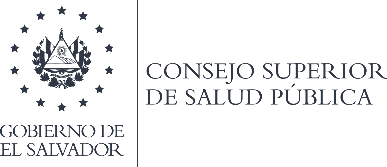 GOBIERNO DE
EL SALVADOR
CONSEJO SUPERIOR
DE SALUD PÚBLICA